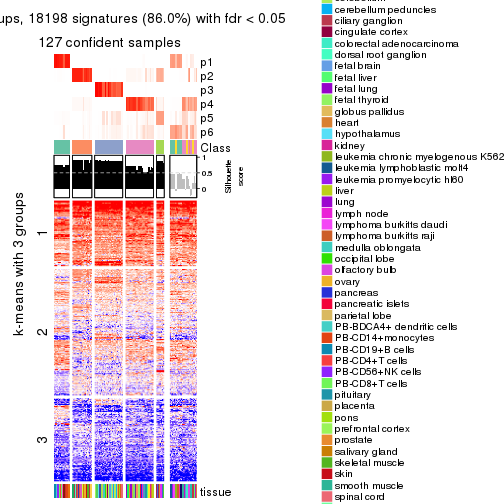 ups, 18198 signatures (86.0%) with fdr < 0.05
127 confident samples
p1
p2
p3
p4
p5
p6
Class
1
0.5
0
Silhouette
score
k-means with 3 groups
1
2
3
tissue
cerebellum peduncles
ciliary ganglion
cingulate cortex
colorectal adenocarcinoma
dorsal root ganglion
fetal brain
fetal liver
fetal lung
fetal thyroid
globus pallidus
heart
hypothalamus
kidney
leukemia chronic myelogenous K562
leukemia lymphoblastic molt4
leukemia promyelocytic hl60
liver
lung
lymph node
lymphoma burkitts daudi
lymphoma burkitts raji
medulla oblongata
occipital lobe
olfactory bulb
ovary
pancreas
pancreatic islets
parietal lobe
PB-BDCA4+ dendritic cells
PB-CD14+monocytes
PB-CD19+B cells
PB-CD4+T cells
PB-CD56+NK cells
PB-CD8+T cells
pituitary
placenta
pons
prefrontal cortex
prostate
salivary gland
skeletal muscle
skin
smooth muscle
spinal cord